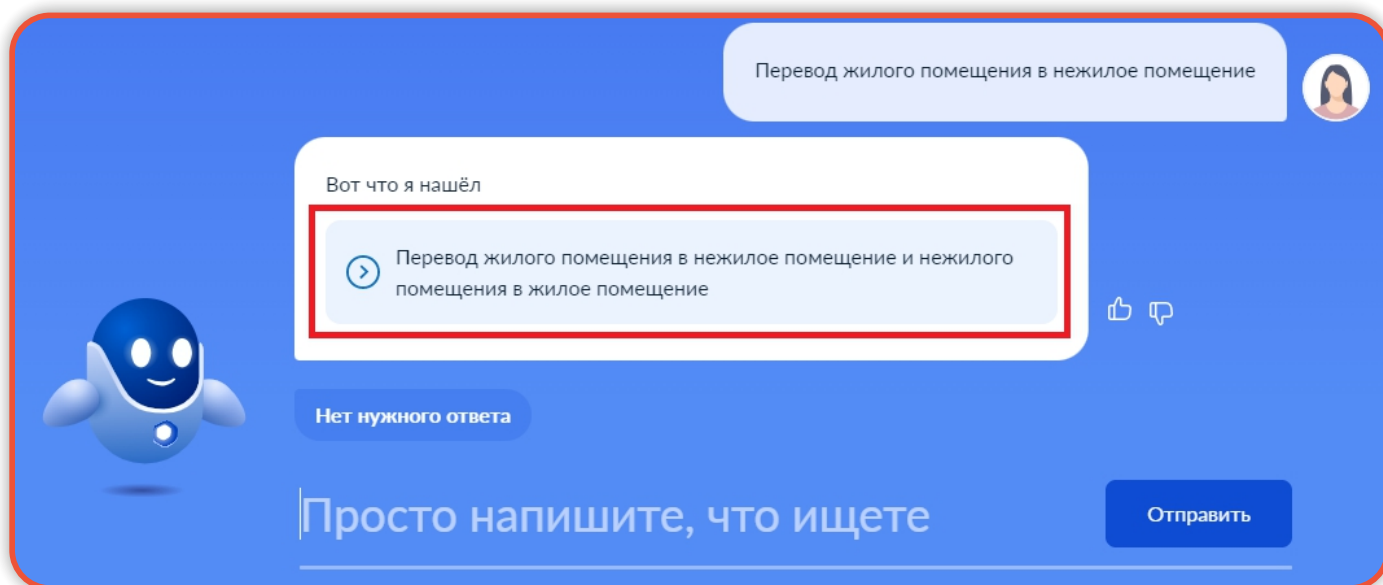 Перевод жилого помещения в нежилое помещение
Вот что я нашёл
Перевод жилого помещения в нежилое помещение и нежилого
помещения в жилое помещение
Нет нужного ответа
Просто напишите, что ищете
Отправить